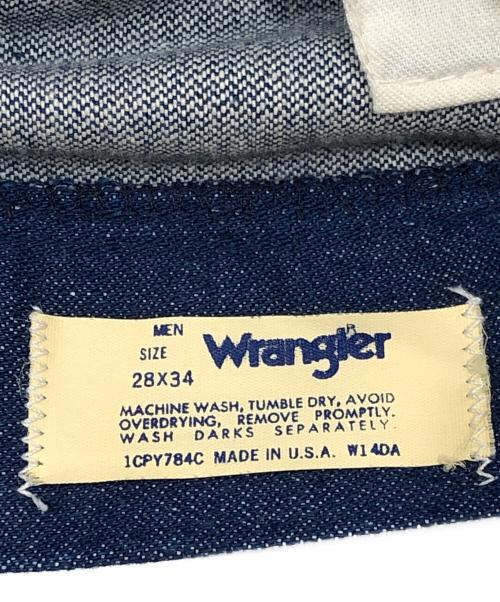 MEN
SIZE Wrangler®
28X34
MACHINE WASH, TUMBLE DRY, AVOID
OVERDRYING, REMOVE PROMPTLY.
WASH DARKS SEPARATELY.
1CPY784C MADE IN U.S.A. W14DA